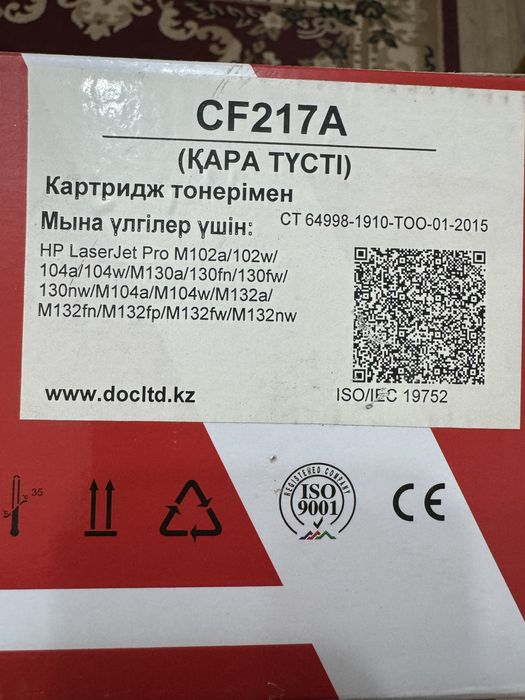 CF217A
(ҚАРА ТҮСТІ)
Картридж тонерімен
Мына үлгілер үшін:
СТ 64998-1910-ТОО-01-2015
HP LaserJet Pro M102a/102w/
104a/104w/M130a/130fn/130fw/
130nw/M104a/M104w/M132a/
M132fn/M132fp/M132fw/M132nw
www.docltd.kz
ISO/IEC 19752
35
REGISTERED COMPANY
ISO
9001
CE